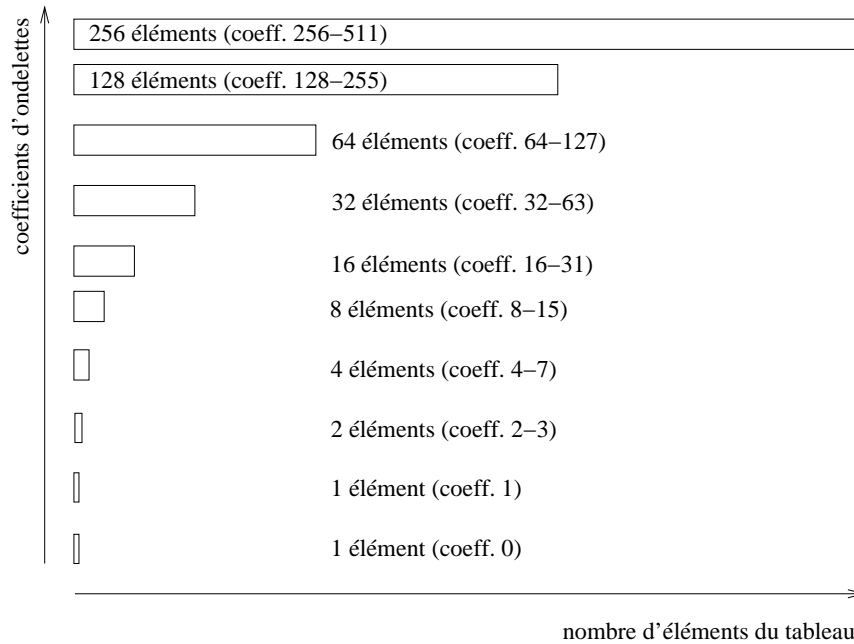 coefficients d’ondelettes
256 éléments (coeff. 256–511)
128 éléments (coeff. 128–255)
64 éléments (coeff. 64–127)
32 éléments (coeff. 32–63)
16 éléments (coeff. 16–31)
8 éléments (coeff. 8–15)
4 éléments (coeff. 4–7)
2 éléments (coeff. 2–3)
1 élément (coeff. 1)
1 élément (coeff. 0)
nombre d’éléments du tableau